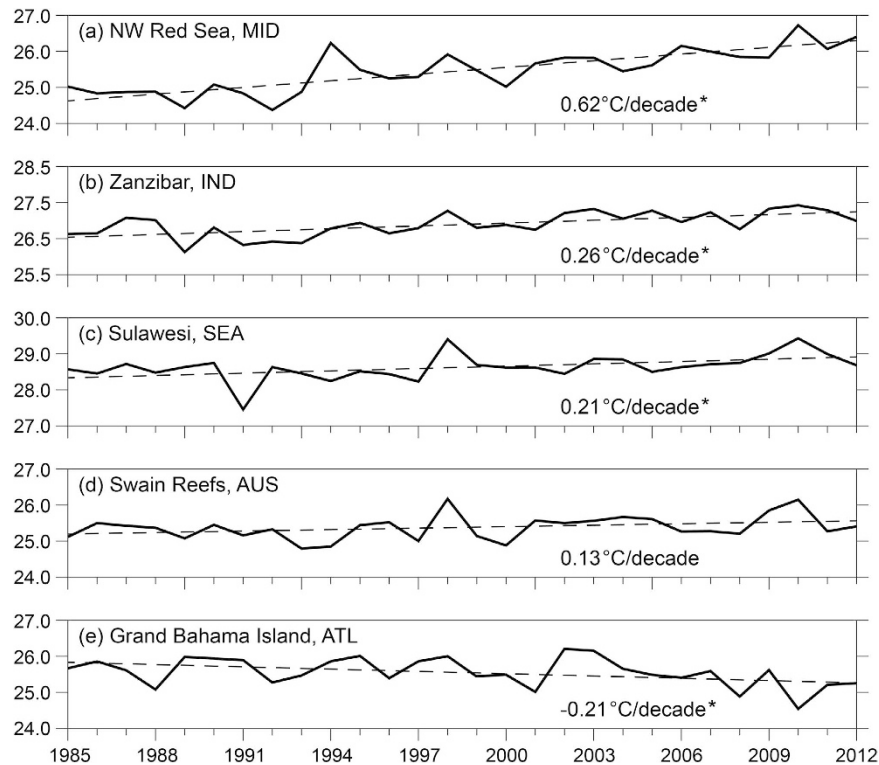 27.0
(a) NW Red Sea, MID
26.0
25.0
0.62°C/decade*
24.0
28.5
(b) Zanzibar, IND
27.5
26.5
0.26°C/decade*
25.5
30.0
(c) Sulawesi, SEA
29.0
28.0
0.21°C/decade*
27.0
27.0
(d) Swain Reefs, AUS
26.0
25.0
0.13°C/decade
24.0
27.0
(e) Grand Bahama Island, ATL
26.0
25.0
-0.21°C/decade*
24.0
1985 1988 1991 1994 1997 2000 2003 2006 2009 2012